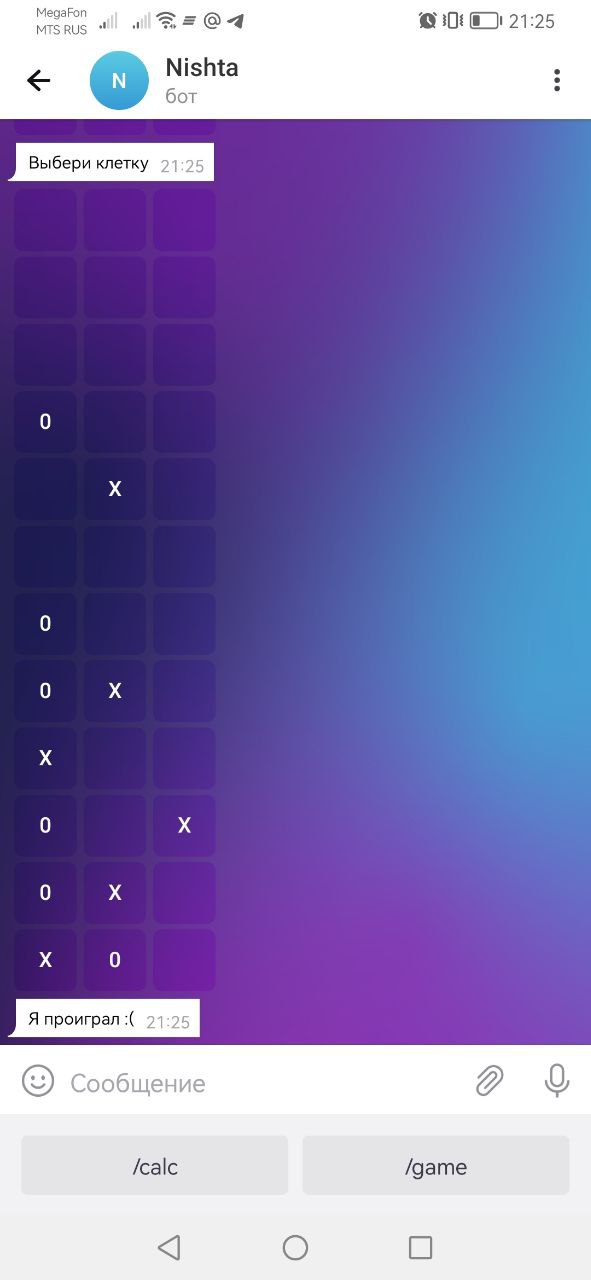 MegaFon
MTS RUS
21:25
N
Nishta
бот
Выбери клетку 21:25
0
X
0
0 X
X
0 X
0 X
X 0
Я проиграл :( 21:25
Сообщение
/calc /game